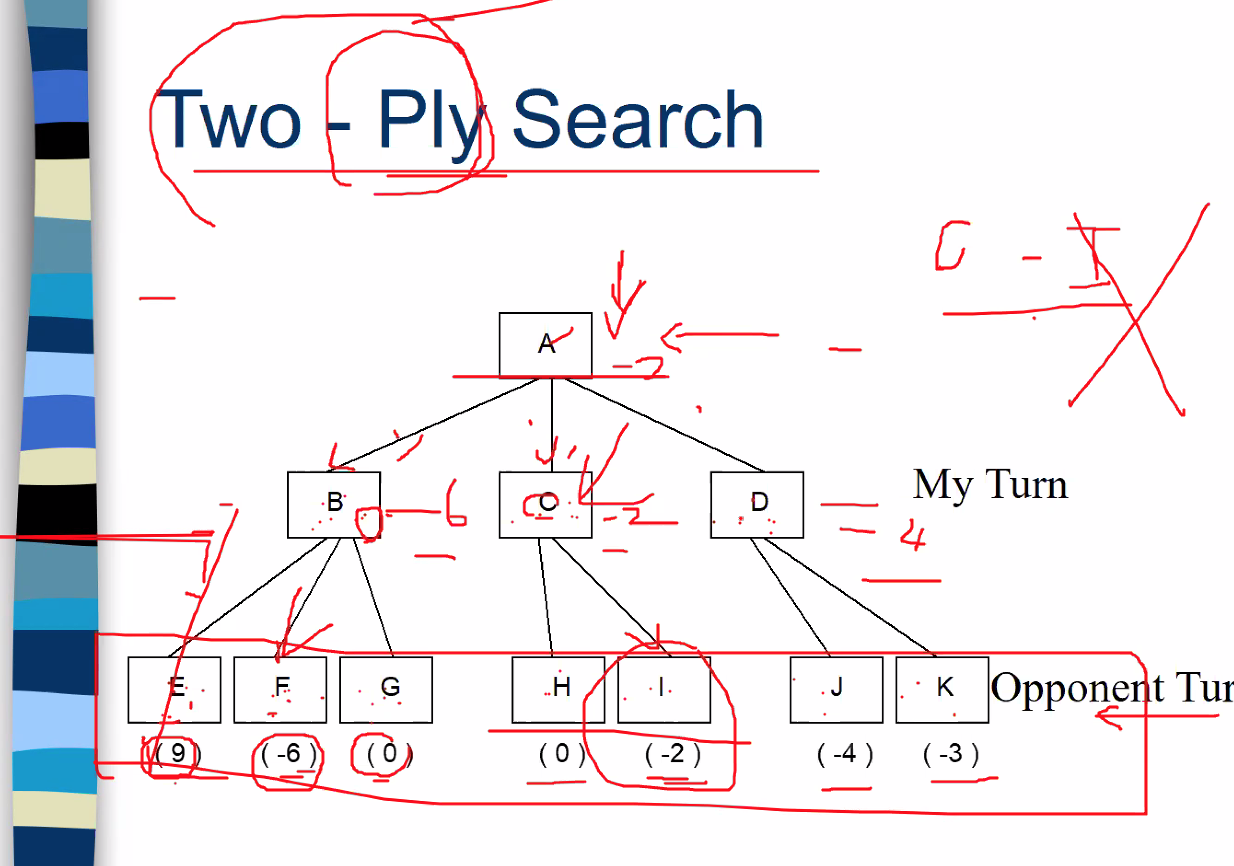 Two - Ply Search
A
-2
B
C
D
My Turn
-6
-2
-4
E
F
G
H
I
J
K
Opponent Tur
( 9 )
( -6 )
( 0 )
( 0 )
( -2 )
( -4 )
( -3 )